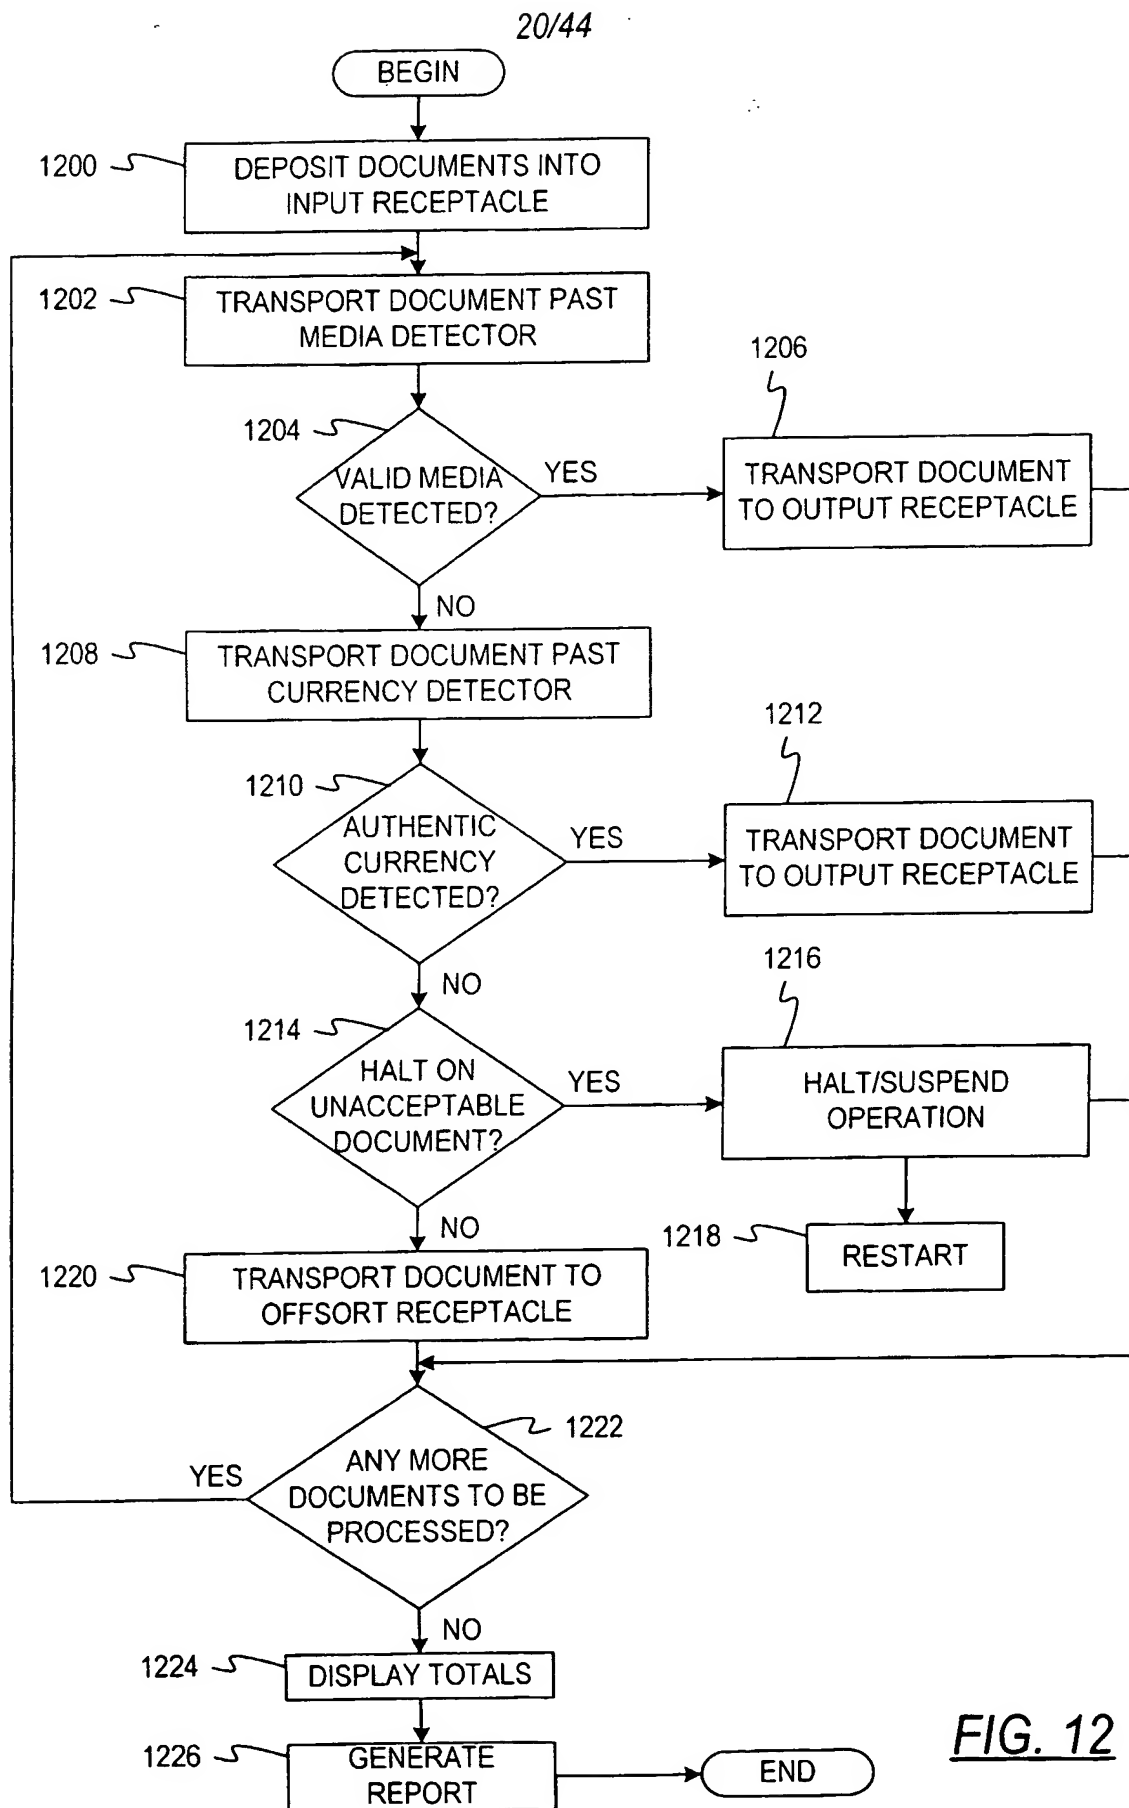 20/44
BEGIN
1200
DEPOSIT DOCUMENTS INTO
INPUT RECEPTACLE
1202
TRANSPORT DOCUMENT PAST
MEDIA DETECTOR
1204
VALID MEDIA
DETECTED?
YES
1206
TRANSPORT DOCUMENT
TO OUTPUT RECEPTACLE
NO
1208
TRANSPORT DOCUMENT PAST
CURRENCY DETECTOR
1210
AUTHENTIC
CURRENCY
DETECTED?
YES
1212
TRANSPORT DOCUMENT
TO OUTPUT RECEPTACLE
NO
1214
HALT ON
UNACCEPTABLE
DOCUMENT?
YES
1216
HALT/SUSPEND
OPERATION
1218
RESTART
NO
1220
TRANSPORT DOCUMENT TO
OFFSORT RECEPTACLE
1222
ANY MORE
DOCUMENTS TO BE
PROCESSED?
YES
NO
1224
DISPLAY TOTALS
1226
GENERATE
REPORT
END
FIG. 12